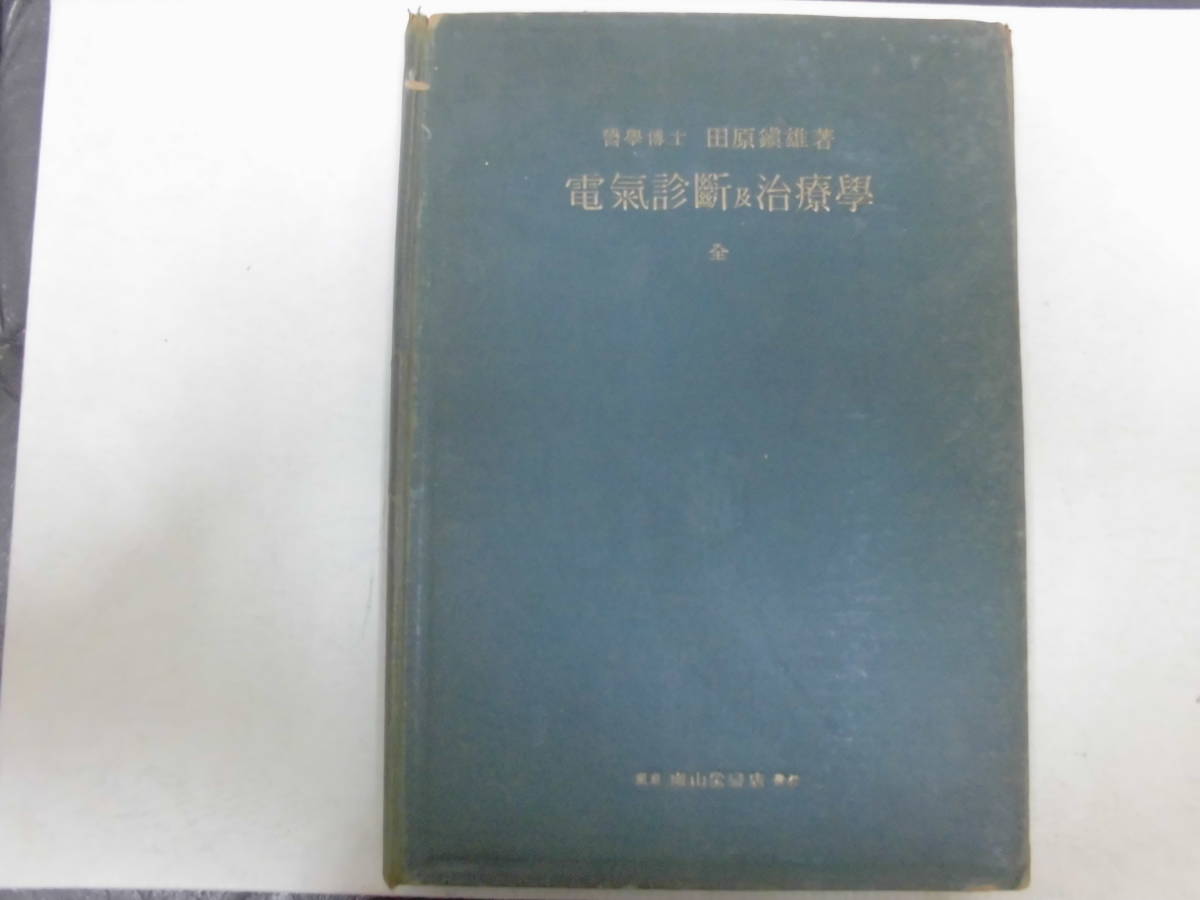 醫學博士 田原鎭雄著
電氣診斷及治療學
全
東京 南山堂書店 發行